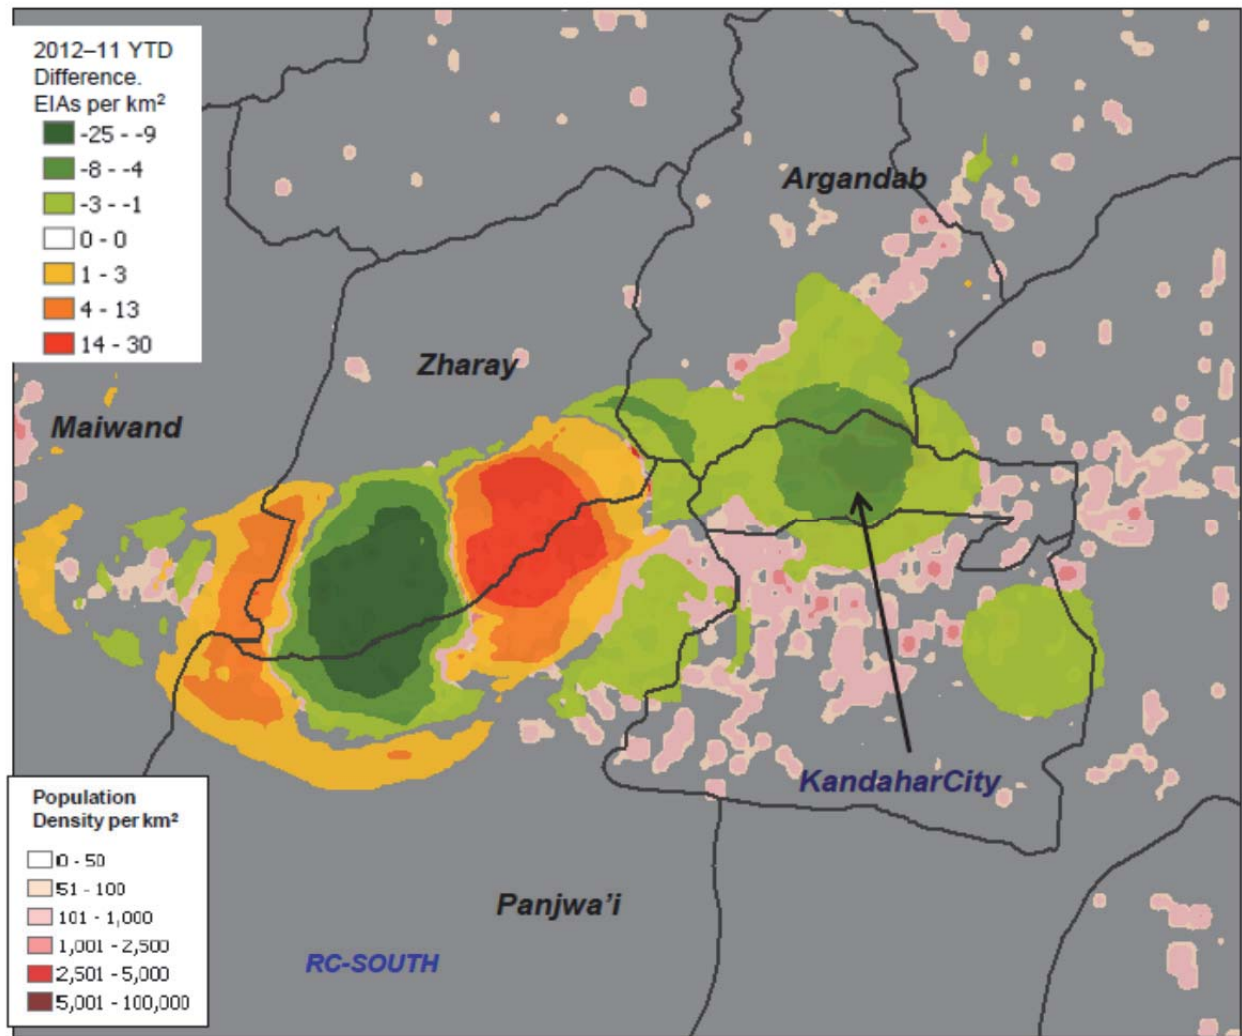 2012–11 YTD
Difference.
EIAs per km²
-25 - -9
-8 - -4
-3 - -1
0 - 0
1 - 3
4 - 13
14 - 30
Argandab
Zharay
Maiwand
KandaharCity
Population
Density per km²
0 - 50
51 - 100
101 - 1,000
1,001 - 2,500
2,501 - 5,000
5,001 - 100,000
Panjwa’i
RC-SOUTH